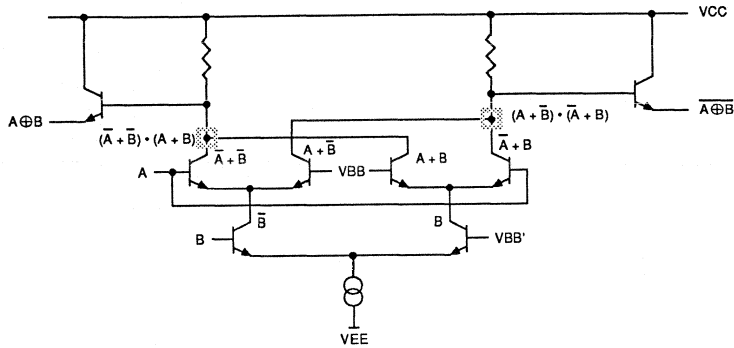 VCC
A⊕B
A̅⊕̅B̅
(A̅ + B̅) • (A + B)
(A + B̅) • (A̅ + B)
A̅ + B̅
A + B̅
A + B
A̅ + B
A
VBB
B̅
B
B
VBB'
VEE